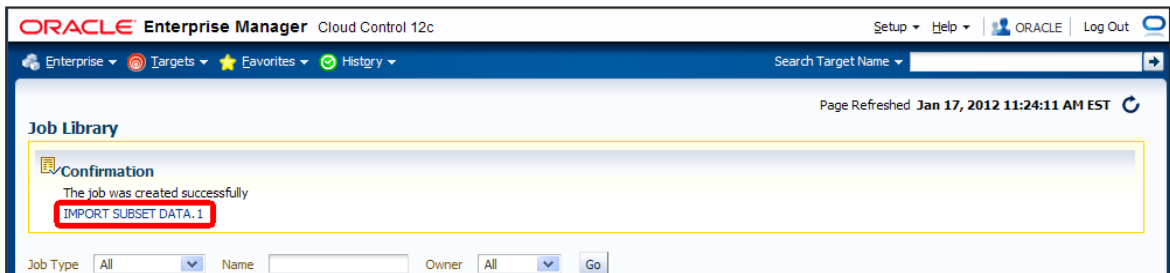 ORACLE Enterprise Manager Cloud Control 12c Setup Help ORACLE Log Out
Enterprise Targets Favorites History Search Target Name
Page Refreshed Jan 17, 2012 11:24:11 AM EST
Job Library
Confirmation
The job was created successfully
IMPORT SUBSET DATA.1
Job Type All Name Owner All Go